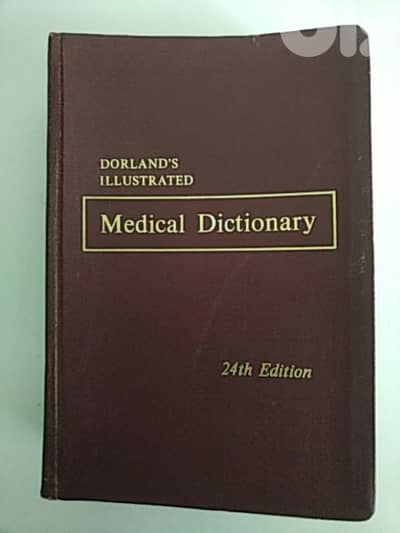 DORLAND'S
ILLUSTRATED
Medical Dictionary
24th Edition